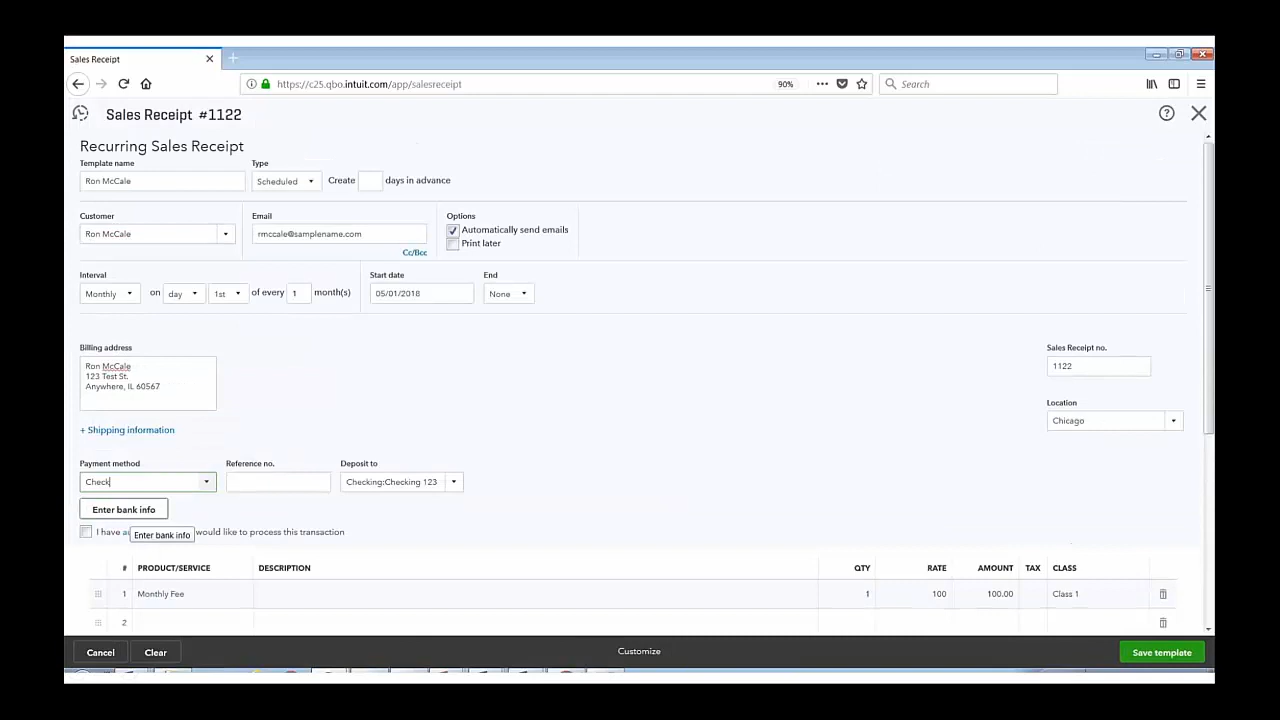 Sales Receipt
https://c25.qbo.intuit.com/app/salesreceipt
90%
Search
Sales Receipt #1122
Recurring Sales Receipt
Template name
Type
Ron McCale
Scheduled
Create
days in advance
Customer
Email
Options
Ron McCale
rmccale@samplename.com
Automatically send emails
Print later
Cc/Bcc
Interval
Start date
End
Monthly
on
day
1st
of every
1
month(s)
05/01/2018
None
Billing address
Sales Receipt no.
Ron McCale
123 Test St.
Anywhere, IL 60567
1122
Location
Chicago
+ Shipping information
Payment method
Reference no.
Deposit to
Check
Checking:Checking 123
Enter bank info
I have
would like to process this transaction
Enter bank info
# PRODUCT/SERVICE DESCRIPTION QTY RATE AMOUNT TAX CLASS
1 Monthly Fee 1 100 100.00 Class 1
2
Cancel
Clear
Customize
Save template